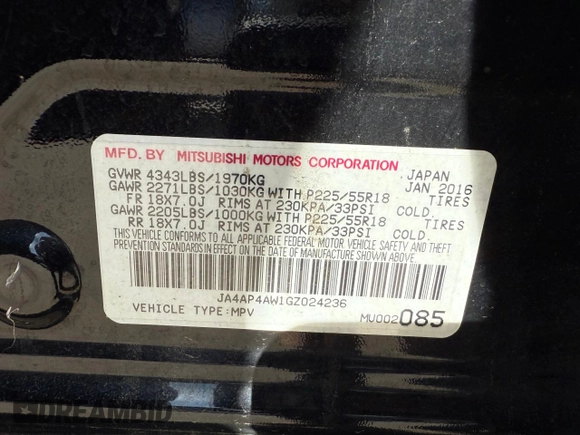 MFD. BY MITSUBISHI MOTORS CORPORATION JAPAN
GVWR 4343LBS/1970KG JAN 2016
GAWR 2271LBS/1030KG WITH P225/55R18 TIRES
FR 18X7.0J RIMS AT 230KPA/33PSI COLD.
GAWR 2205LBS/1000KG WITH P225/55R18 TIRES
RR 18X7.0J RIMS AT 230KPA/33PSI COLD.
THIS VEHICLE CONFORMS TO ALL APPLICABLE FEDERAL MOTOR VEHICLE SAFETY AND THEFT
PREVENTION STANDARDS IN EFFECT ON THE DATE OF MANUFACTURE SHOWN ABOVE.
JA4AP4AW1GZ024236
VEHICLE TYPE:MPV MU002085
DREAMBID